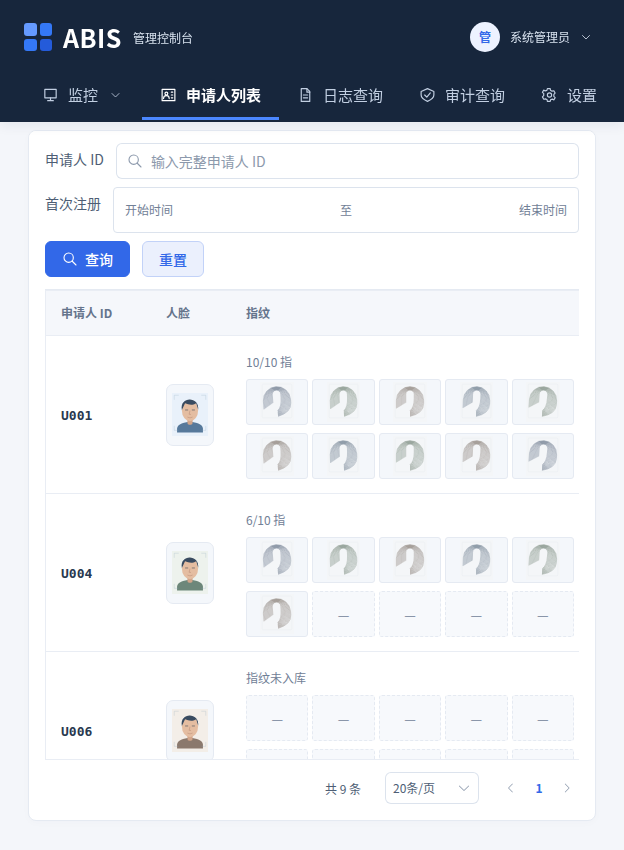 ABIS 管理控制台
管 系统管理员
监控 申请人列表 日志查询 审计查询 设置
申请人 ID 输入完整申请人 ID
首次注册 开始时间 至 结束时间
查询 重置
申请人 ID 人脸 指纹
10/10 指
U001
6/10 指
U004
— — — —
指纹未入库
U006
— — — — —
共 9 条 20条/页 1